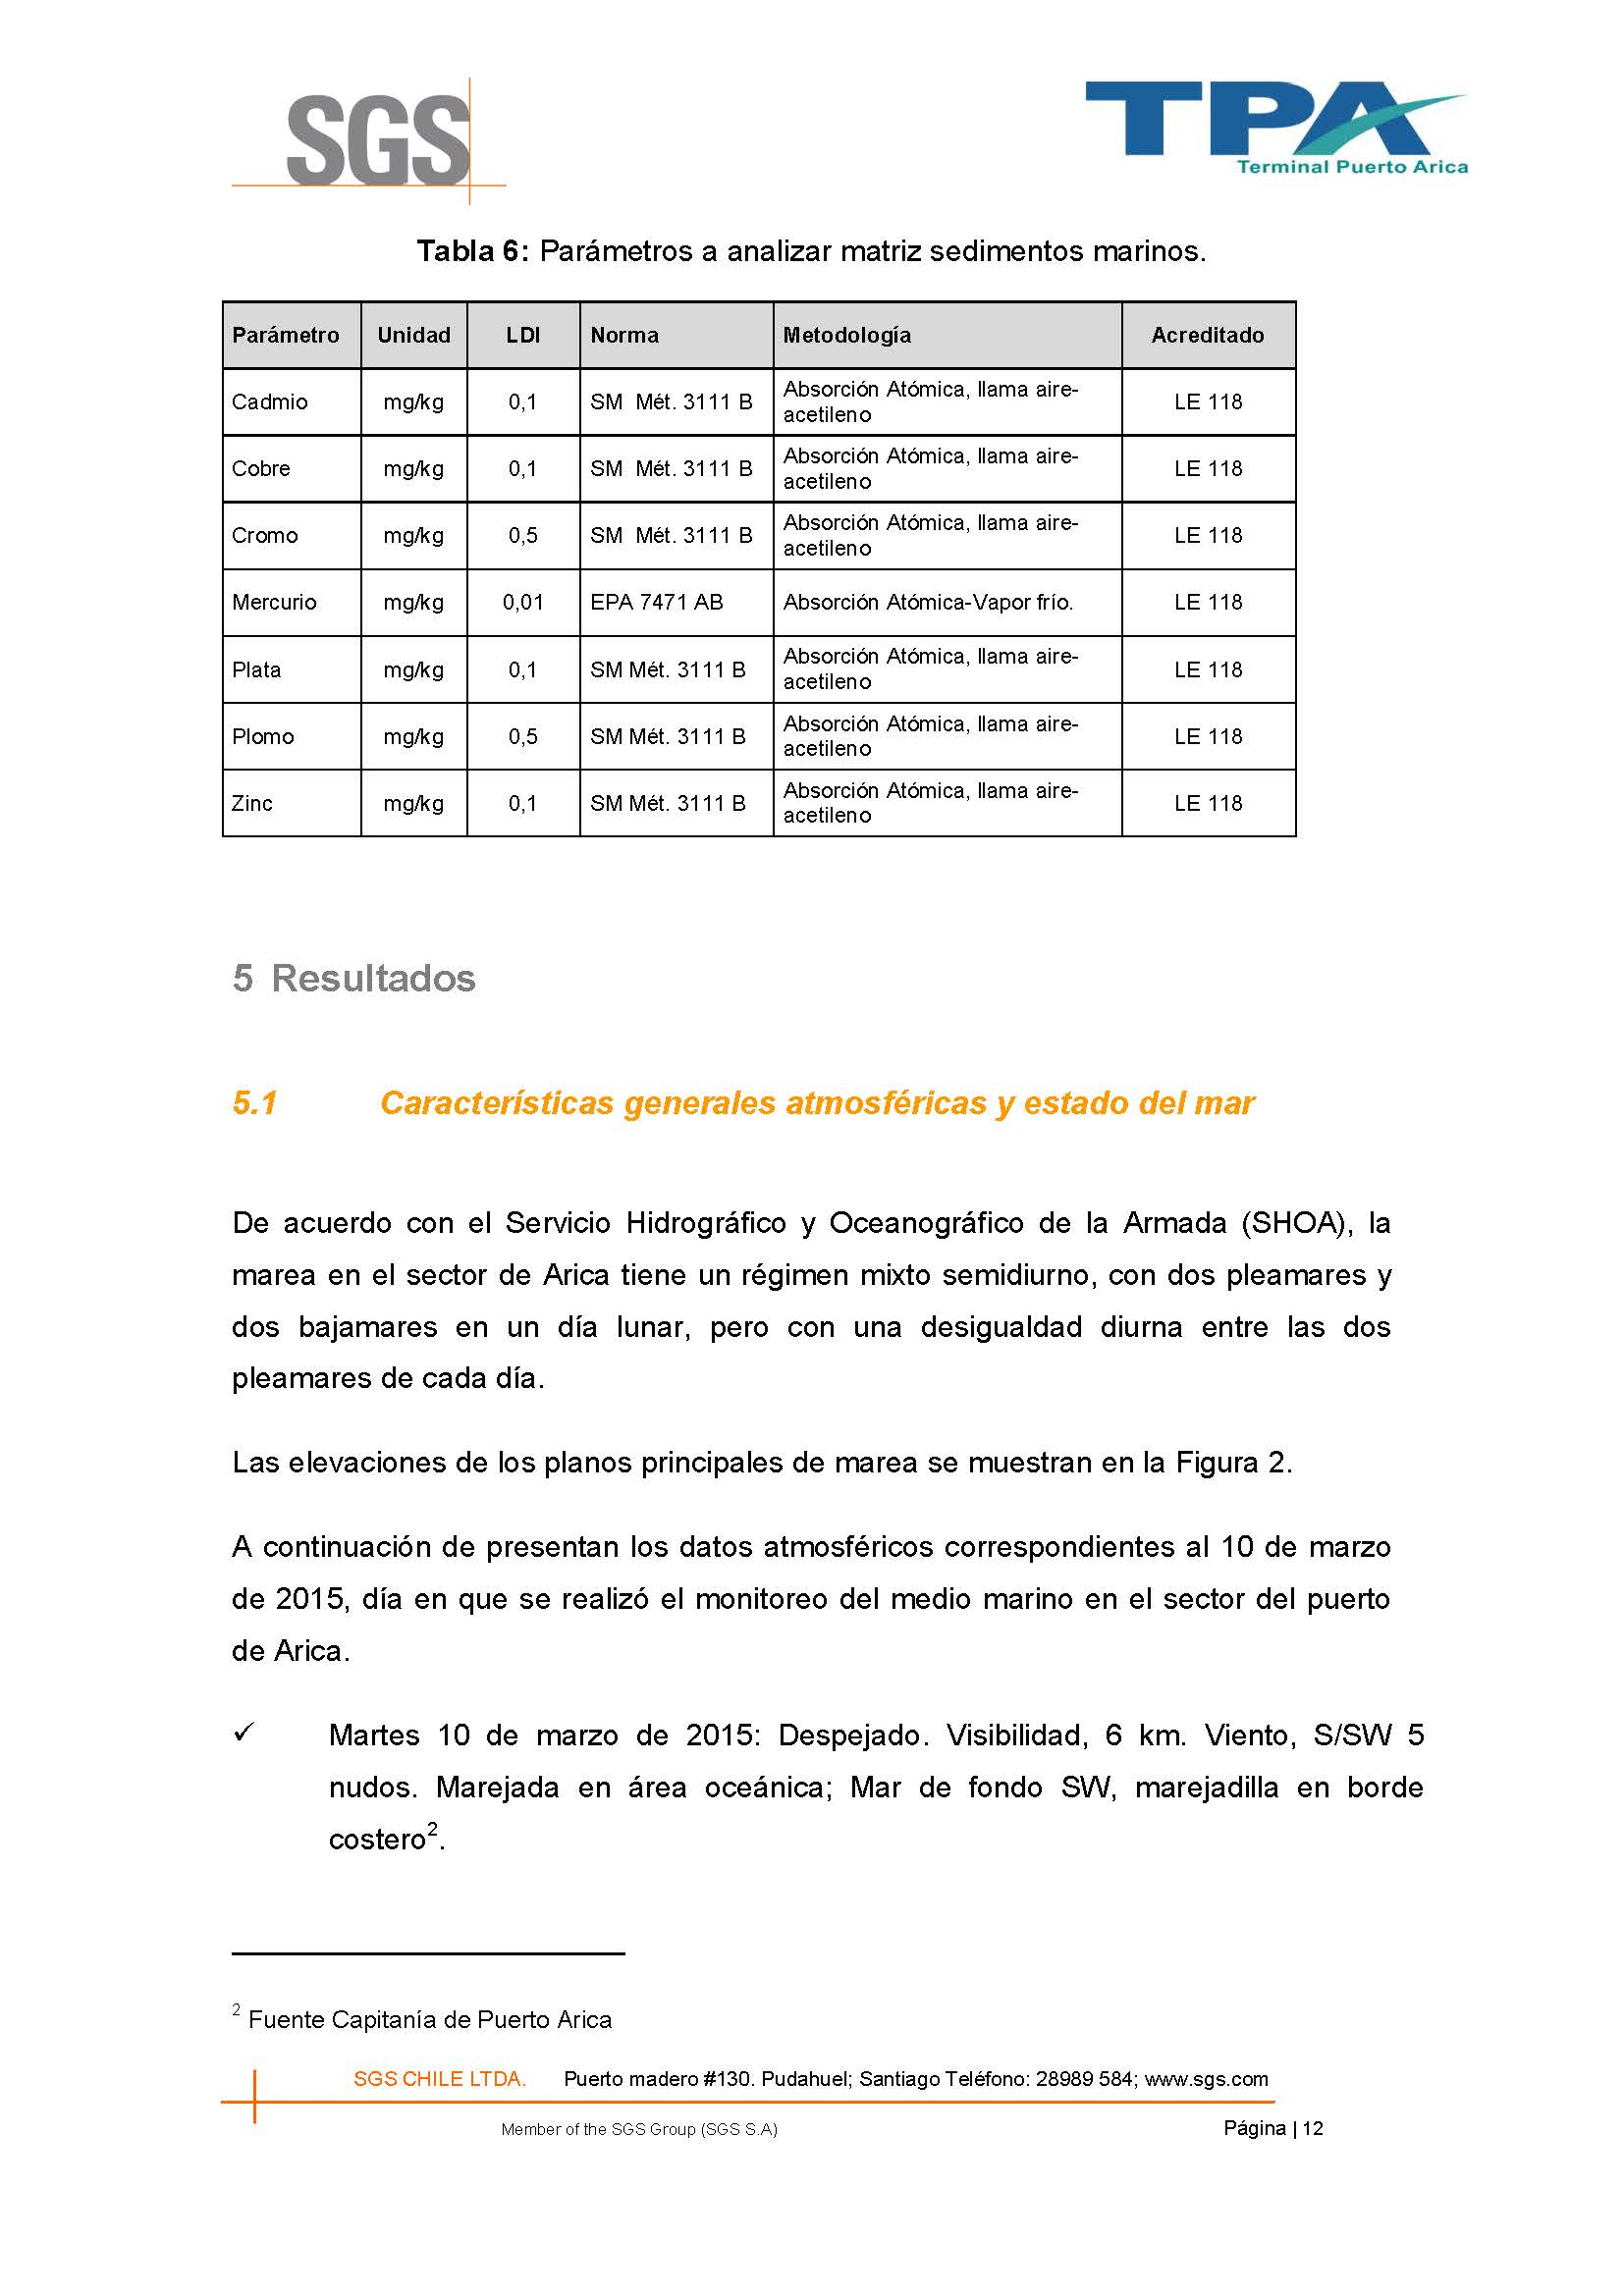 SGS
TPA
Terminal Puerto Arica
Tabla 6: Parámetros a analizar matriz sedimentos marinos.
Parámetro Unidad LDI Norma Metodología Acreditado
Cadmio mg/kg 0,1 SM Mét. 3111 B Absorción Atómica, llama aire-
acetileno LE 118
Cobre mg/kg 0,1 SM Mét. 3111 B Absorción Atómica, llama aire-
acetileno LE 118
Cromo mg/kg 0,5 SM Mét. 3111 B Absorción Atómica, llama aire-
acetileno LE 118
Mercurio mg/kg 0,01 EPA 7471 AB Absorción Atómica-Vapor frío. LE 118
Plata mg/kg 0,1 SM Mét. 3111 B Absorción Atómica, llama aire-
acetileno LE 118
Plomo mg/kg 0,5 SM Mét. 3111 B Absorción Atómica, llama aire-
acetileno LE 118
Zinc mg/kg 0,1 SM Mét. 3111 B Absorción Atómica, llama aire-
acetileno LE 118
5 Resultados
5.1 Características generales atmosféricas y estado del mar
De acuerdo con el Servicio Hidrográfico y Oceanográfico de la Armada (SHOA), la
marea en el sector de Arica tiene un régimen mixto semidiurno, con dos pleamares y
dos bajamares en un día lunar, pero con una desigualdad diurna entre las dos
pleamares de cada día.
Las elevaciones de los planos principales de marea se muestran en la Figura 2.
A continuación de presentan los datos atmosféricos correspondientes al 10 de marzo
de 2015, día en que se realizó el monitoreo del medio marino en el sector del puerto
de Arica.
✓ Martes 10 de marzo de 2015: Despejado. Visibilidad, 6 km. Viento, S/SW 5
nudos. Marejada en área oceánica; Mar de fondo SW, marejadilla en borde
costero².
² Fuente Capitanía de Puerto Arica
SGS CHILE LTDA. Puerto madero #130. Pudahuel; Santiago Teléfono: 28989 584; www.sgs.com
Member of the SGS Group (SGS S.A) Página | 12